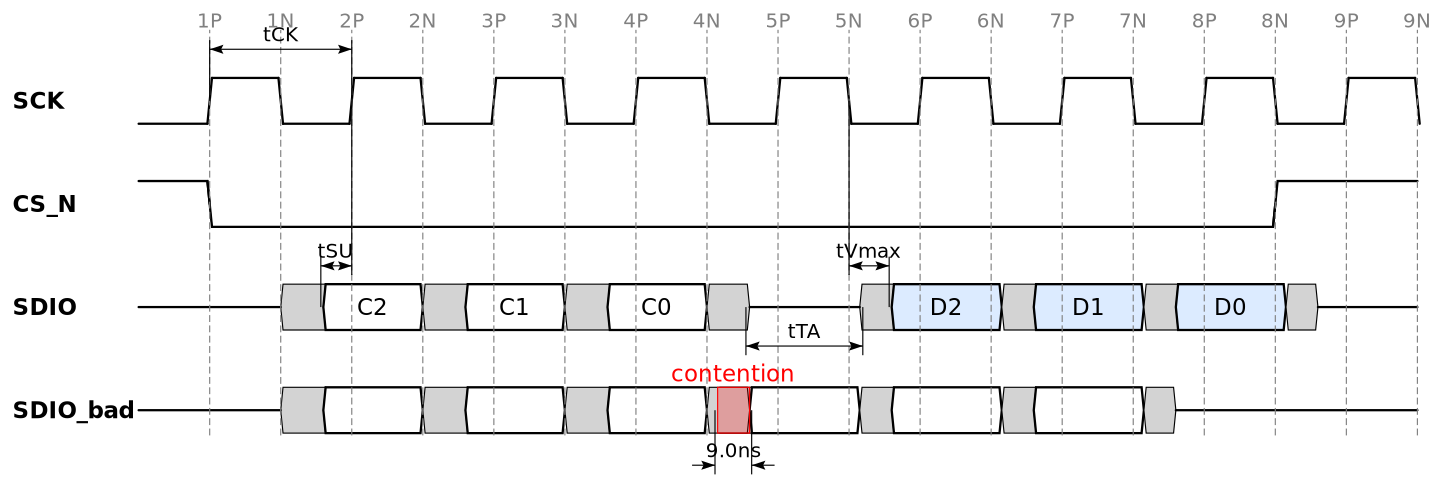 1P 1N 2P 2N 3P 3N 4P 4N 5P 5N 6P 6N 7P 7N 8P 8N 9P 9N
tCK
SCK
CS_N
tSU tVmax
SDIO C2 C1 C0 D2 D1 D0
tTA
contention
SDIO_bad
9.0ns